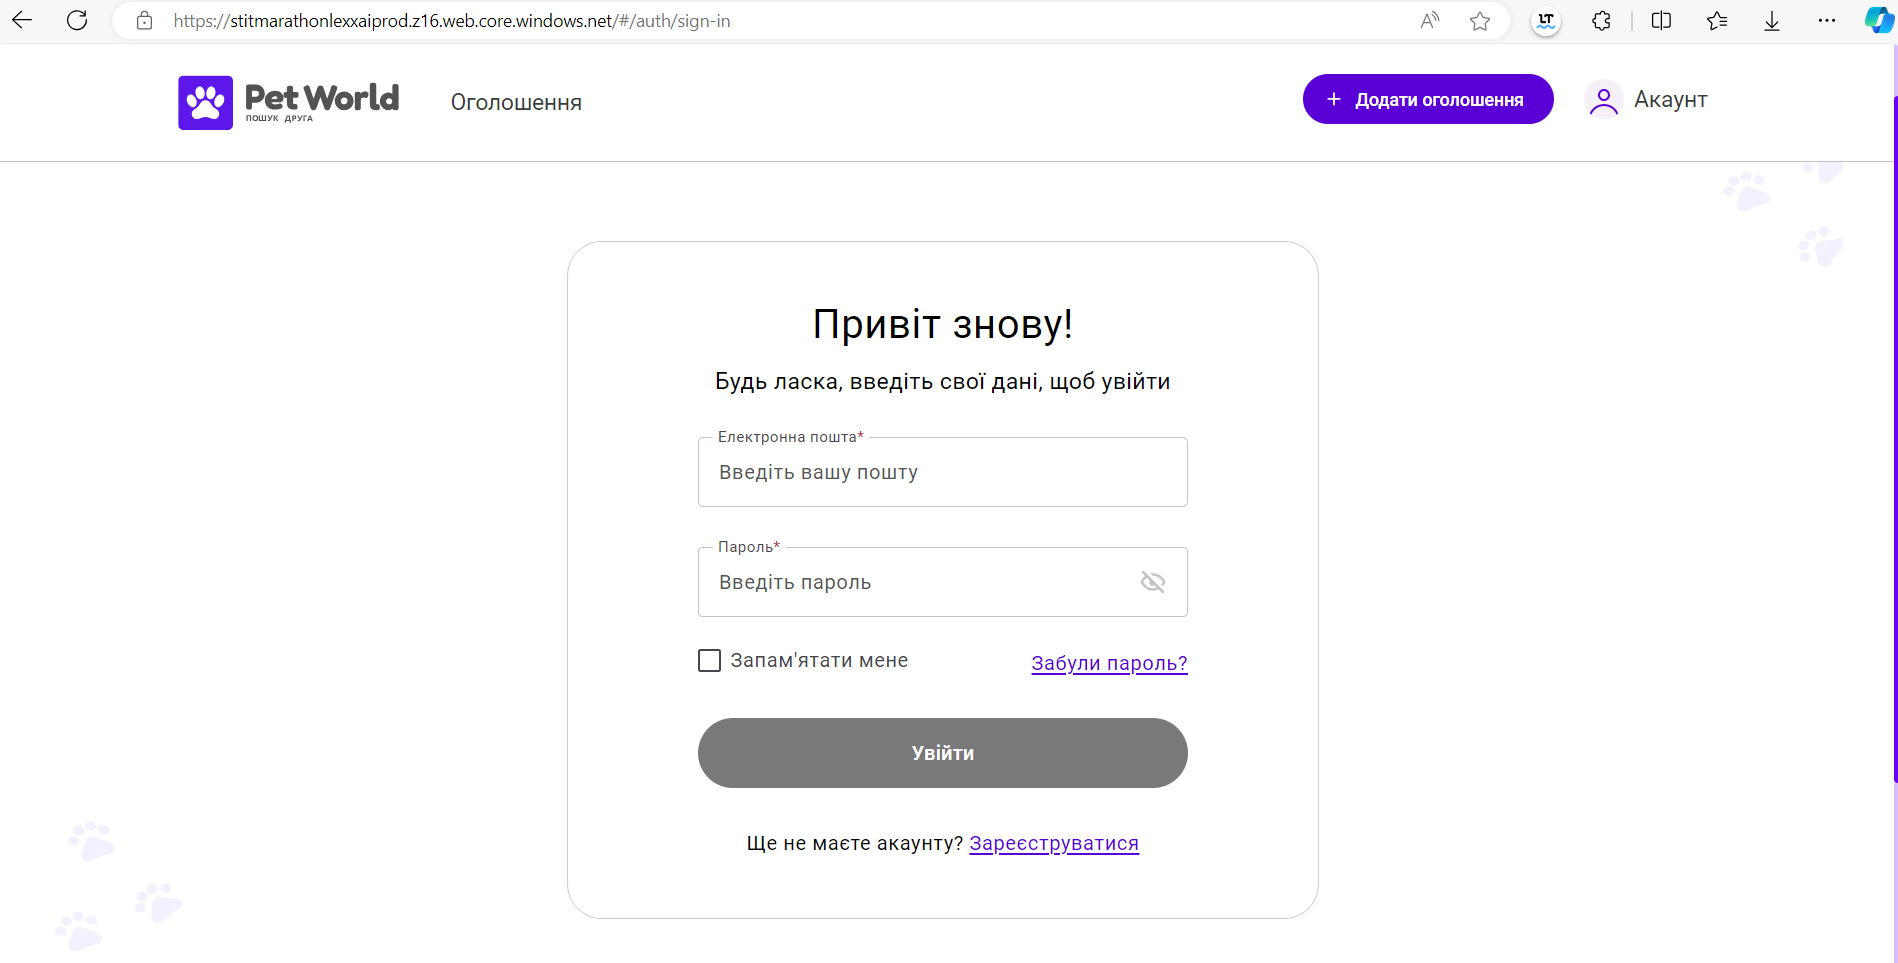 https://stitmarathonlexxaiprod.z16.web.core.windows.net/#/auth/sign-in
LT
Pet World
ПОШУК ДРУГА
Оголошення
+ Додати оголошення
Акаунт
Привіт знову!
Будь ласка, введіть свої дані, щоб увійти
Електронна пошта*
Введіть вашу пошту
Пароль*
Введіть пароль
Запам'ятати мене
Забули пароль?
Увійти
Ще не маєте акаунту? Зареєструватися